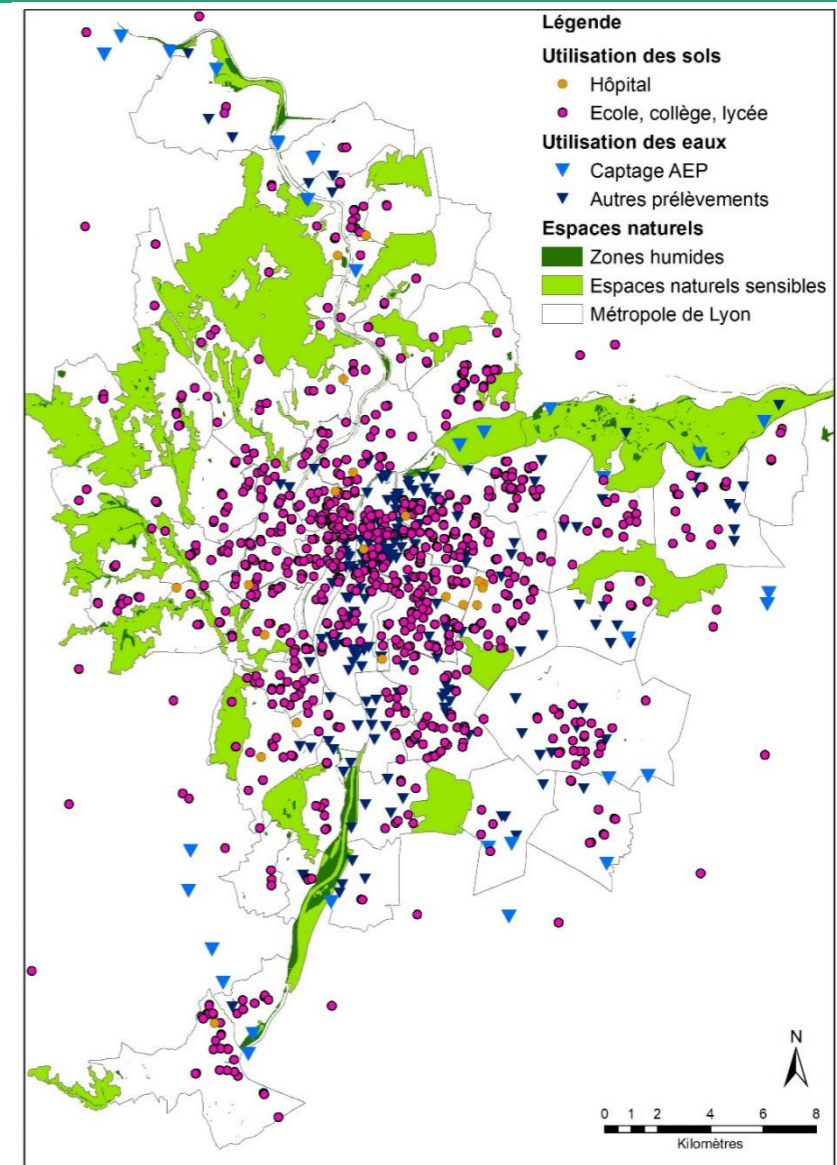 Légende
Utilisation des sols
Hôpital
Ecole, collège, lycée
Utilisation des eaux
Captage AEP
Autres prélèvements
Espaces naturels
Zones humides
Espaces naturels sensibles
Métropole de Lyon
N
0 1 2 4 6 8
Kilomètres